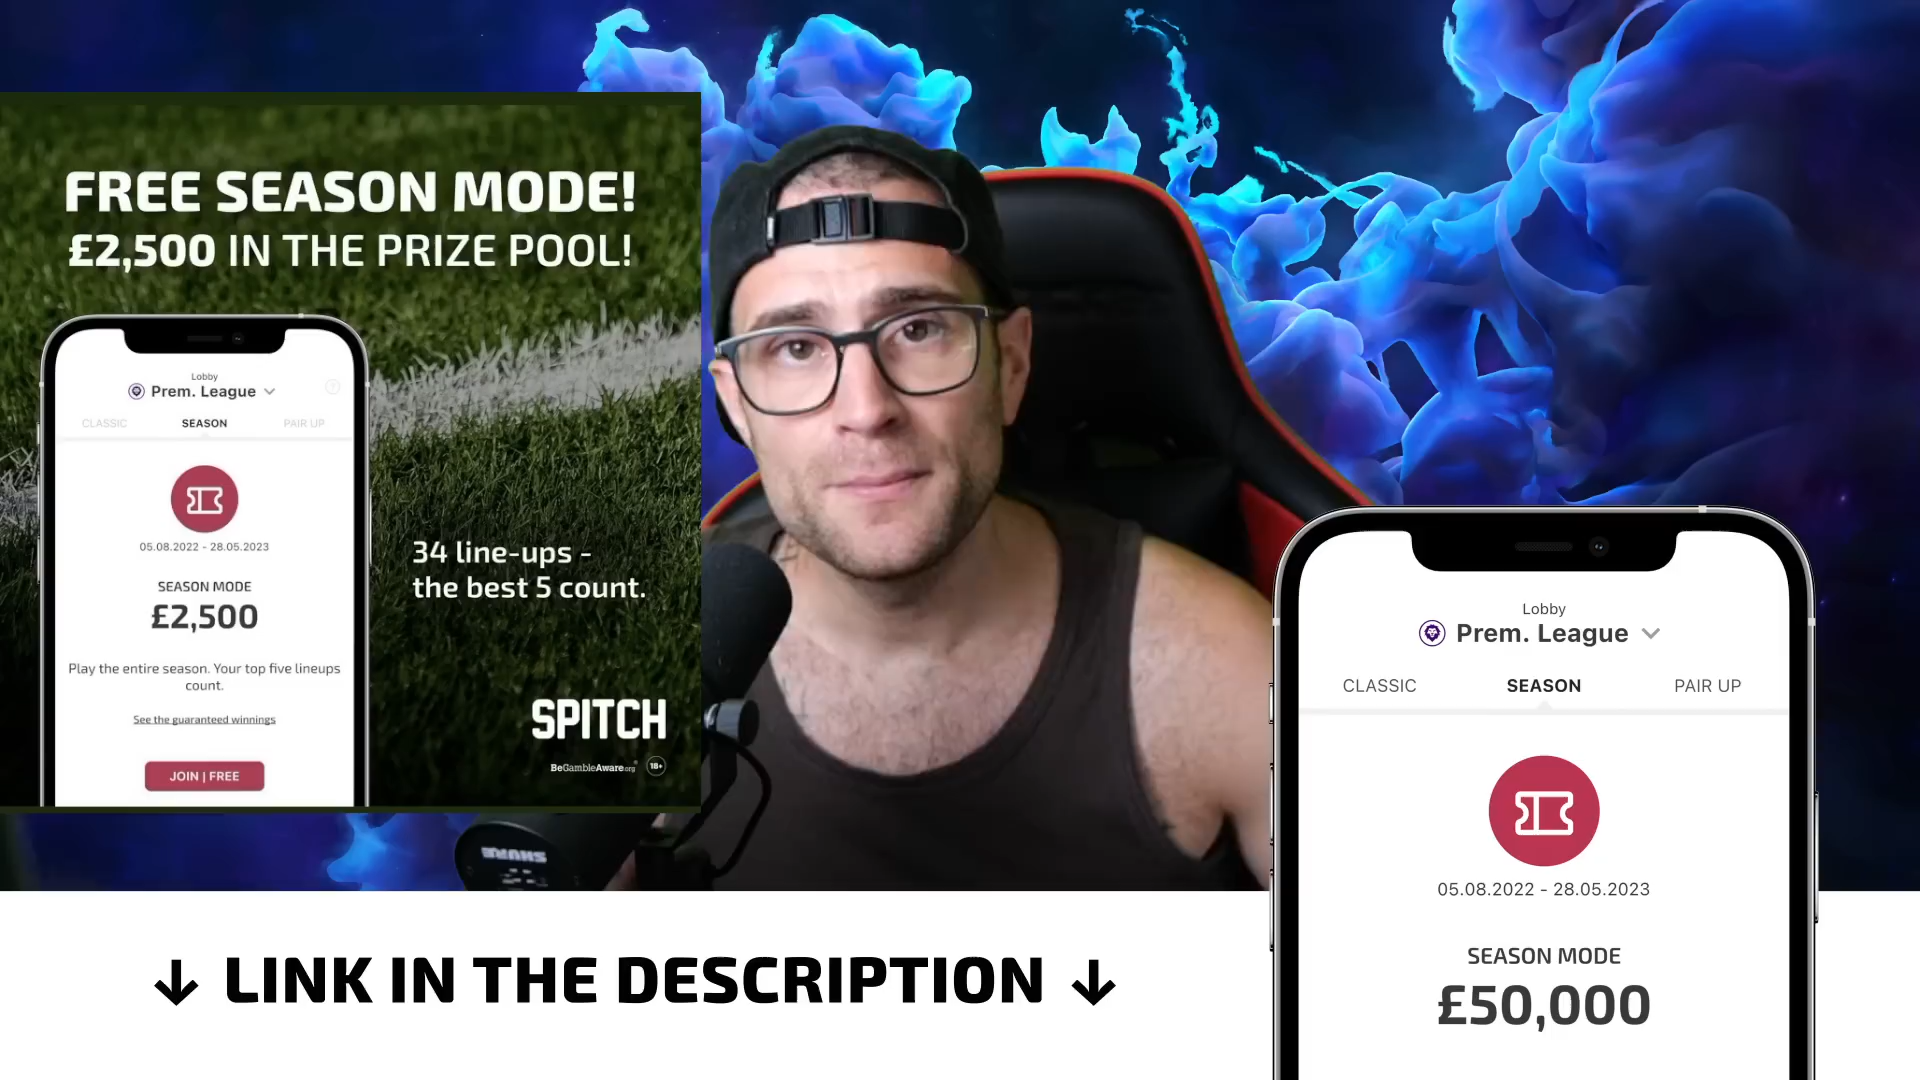 FREE SEASON MODE!
£2,500 IN THE PRIZE POOL!
Lobby
Prem. League
CLASSIC
SEASON
PAIR UP
05.08.2022 - 28.05.2023
SEASON MODE
£2,500
Play the entire season. Your top five lineups
count.
See the guaranteed winnings
JOIN | FREE
34 line-ups -
the best 5 count.
SPITCH
BeGambleAware.org
18+
SHURE
↓ LINK IN THE DESCRIPTION ↓
Lobby
Prem. League
CLASSIC
SEASON
PAIR UP
05.08.2022 - 28.05.2023
SEASON MODE
£50,000